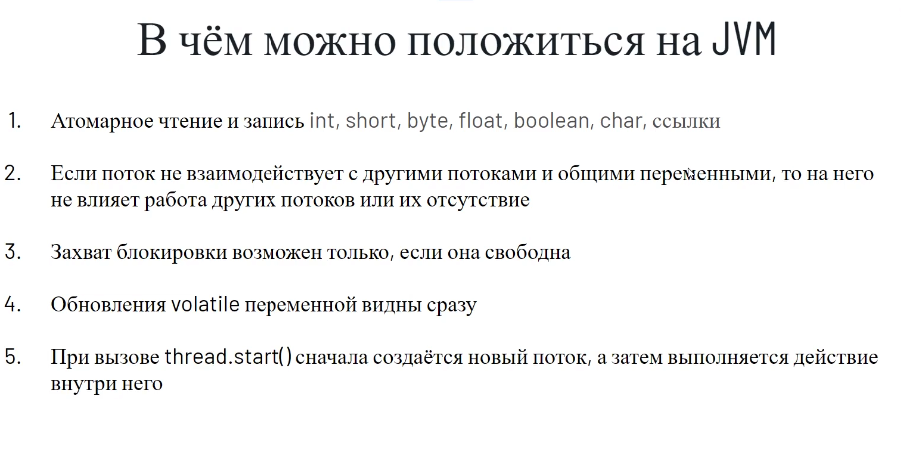 В чём можно положиться на JVM
1. Атомарное чтение и запись int, short, byte, float, boolean, char, ссылки
2. Если поток не взаимодействует с другими потоками и общими переменными, то на него
не влияет работа других потоков или их отсутствие
3. Захват блокировки возможен только, если она свободна
4. Обновления volatile переменной видны сразу
5. При вызове thread.start() сначала создаётся новый поток, а затем выполняется действие
внутри него